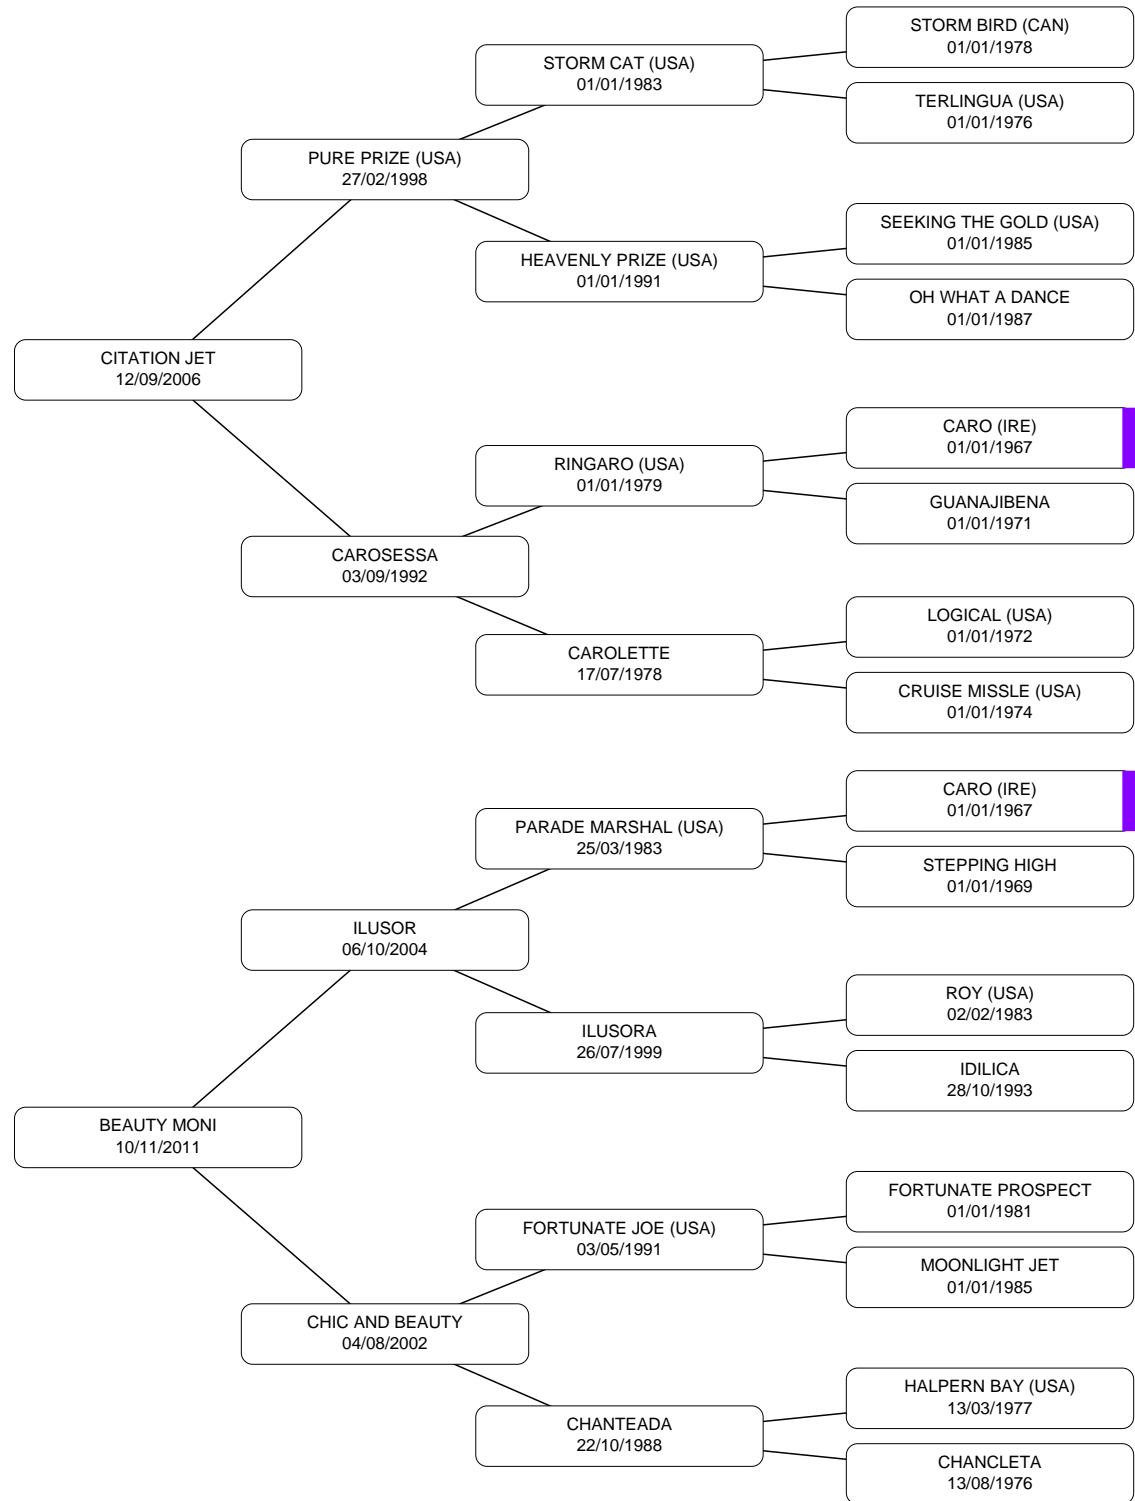 STORM BIRD (CAN)
01/01/1978
STORM CAT (USA)
01/01/1983
TERLINGUA (USA)
01/01/1976
PURE PRIZE (USA)
27/02/1998
SEEKING THE GOLD (USA)
01/01/1985
HEAVENLY PRIZE (USA)
01/01/1991
OH WHAT A DANCE
01/01/1987
CITATION JET
12/09/2006
CARO (IRE)
01/01/1967
RINGARO (USA)
01/01/1979
GUANAJIBENA
01/01/1971
CAROSESSA
03/09/1992
LOGICAL (USA)
01/01/1972
CAROLETTE
17/07/1978
CRUISE MISSLE (USA)
01/01/1974
CARO (IRE)
01/01/1967
PARADE MARSHAL (USA)
25/03/1983
STEPPING HIGH
01/01/1969
ILUSOR
06/10/2004
ROY (USA)
02/02/1983
ILUSORA
26/07/1999
IDILICA
28/10/1993
BEAUTY MONI
10/11/2011
FORTUNATE PROSPECT
01/01/1981
FORTUNATE JOE (USA)
03/05/1991
MOONLIGHT JET
01/01/1985
CHIC AND BEAUTY
04/08/2002
HALPERN BAY (USA)
13/03/1977
CHANTEADA
22/10/1988
CHANCLETA
13/08/1976